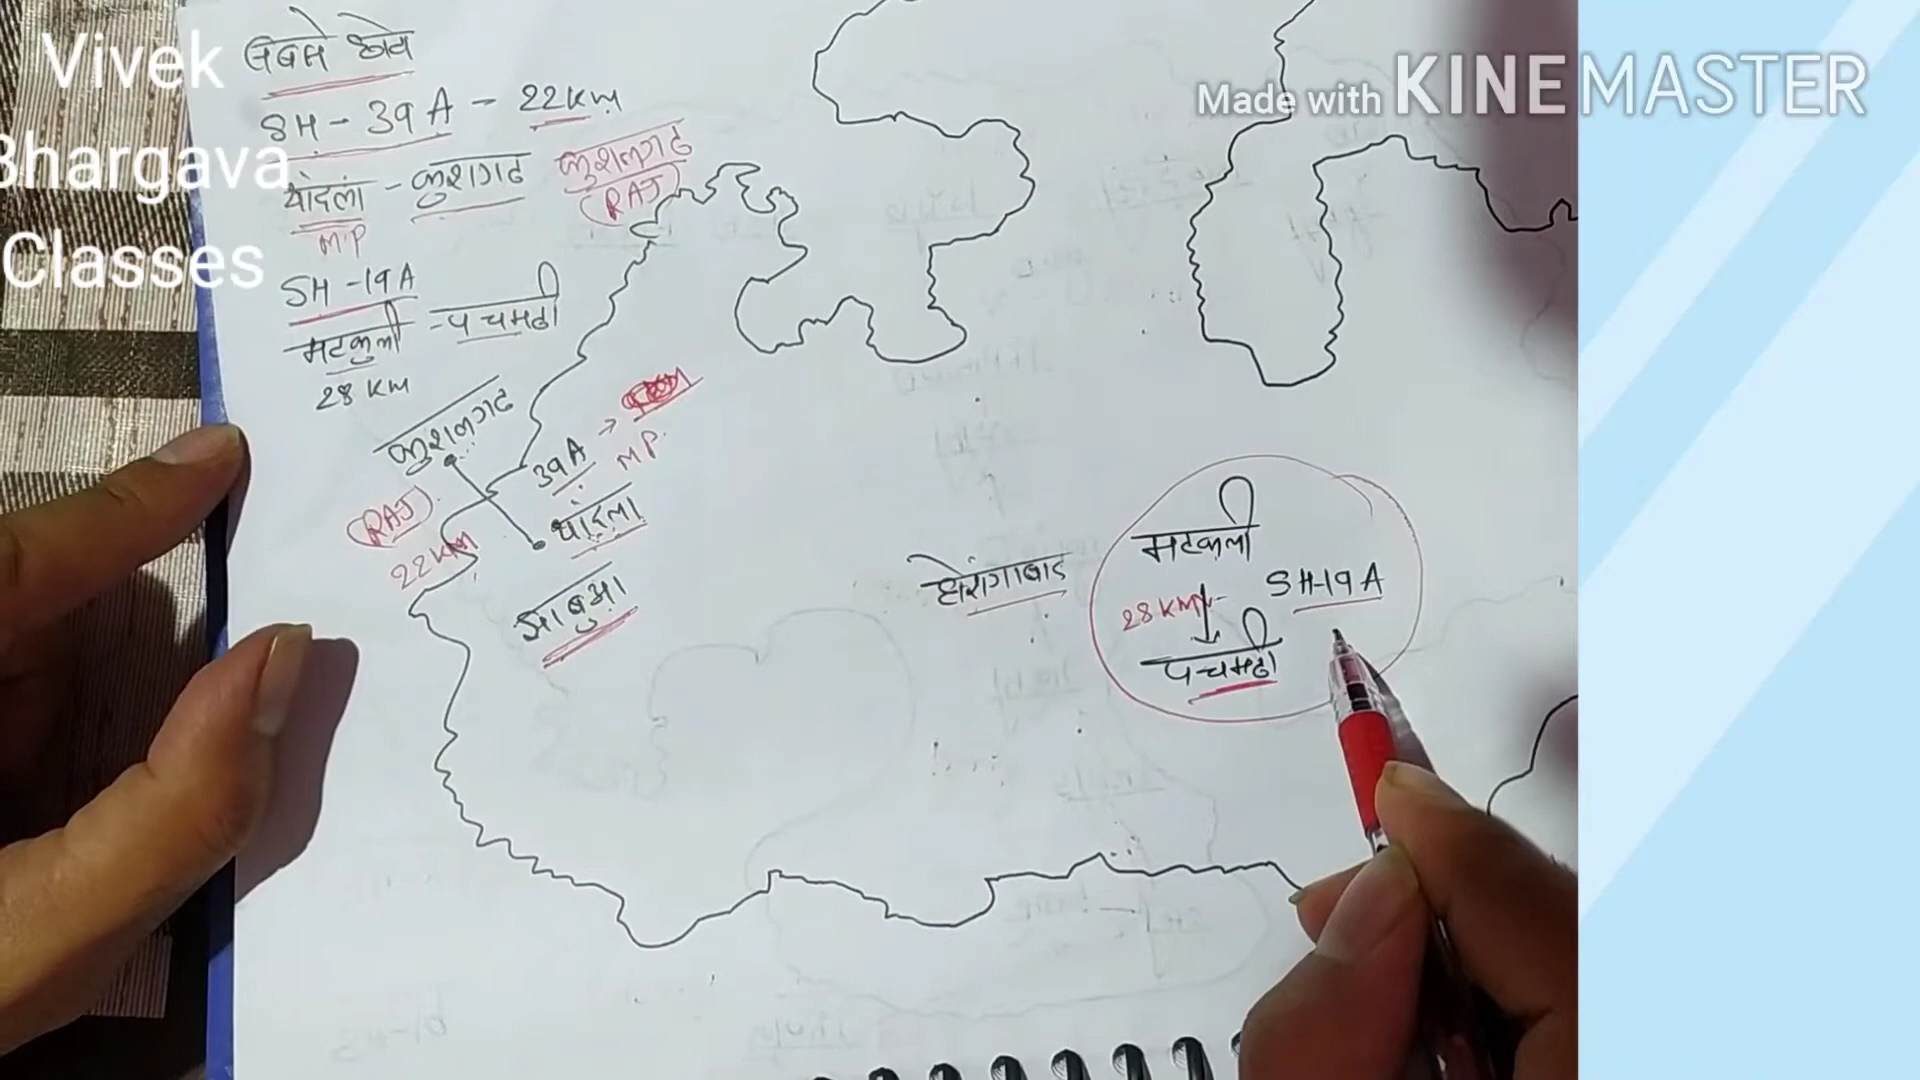 Vivek
Bhargava
Classes
Made with KINEMASTER
सबसे छोटा
SH - 39 A - 22 Km
थांदला - कुशलगढ
कुशलगढ
(RAJ)
MP
SH - 19 A
मटकुली - पचमढी
28 KM
कुशलगढ
(RAJ)
22 Km
39 A →
MP.
थांदला
झाबुआ
होशंगाबाद
मटकुली
28 KM
SH-19 A
पचमढी